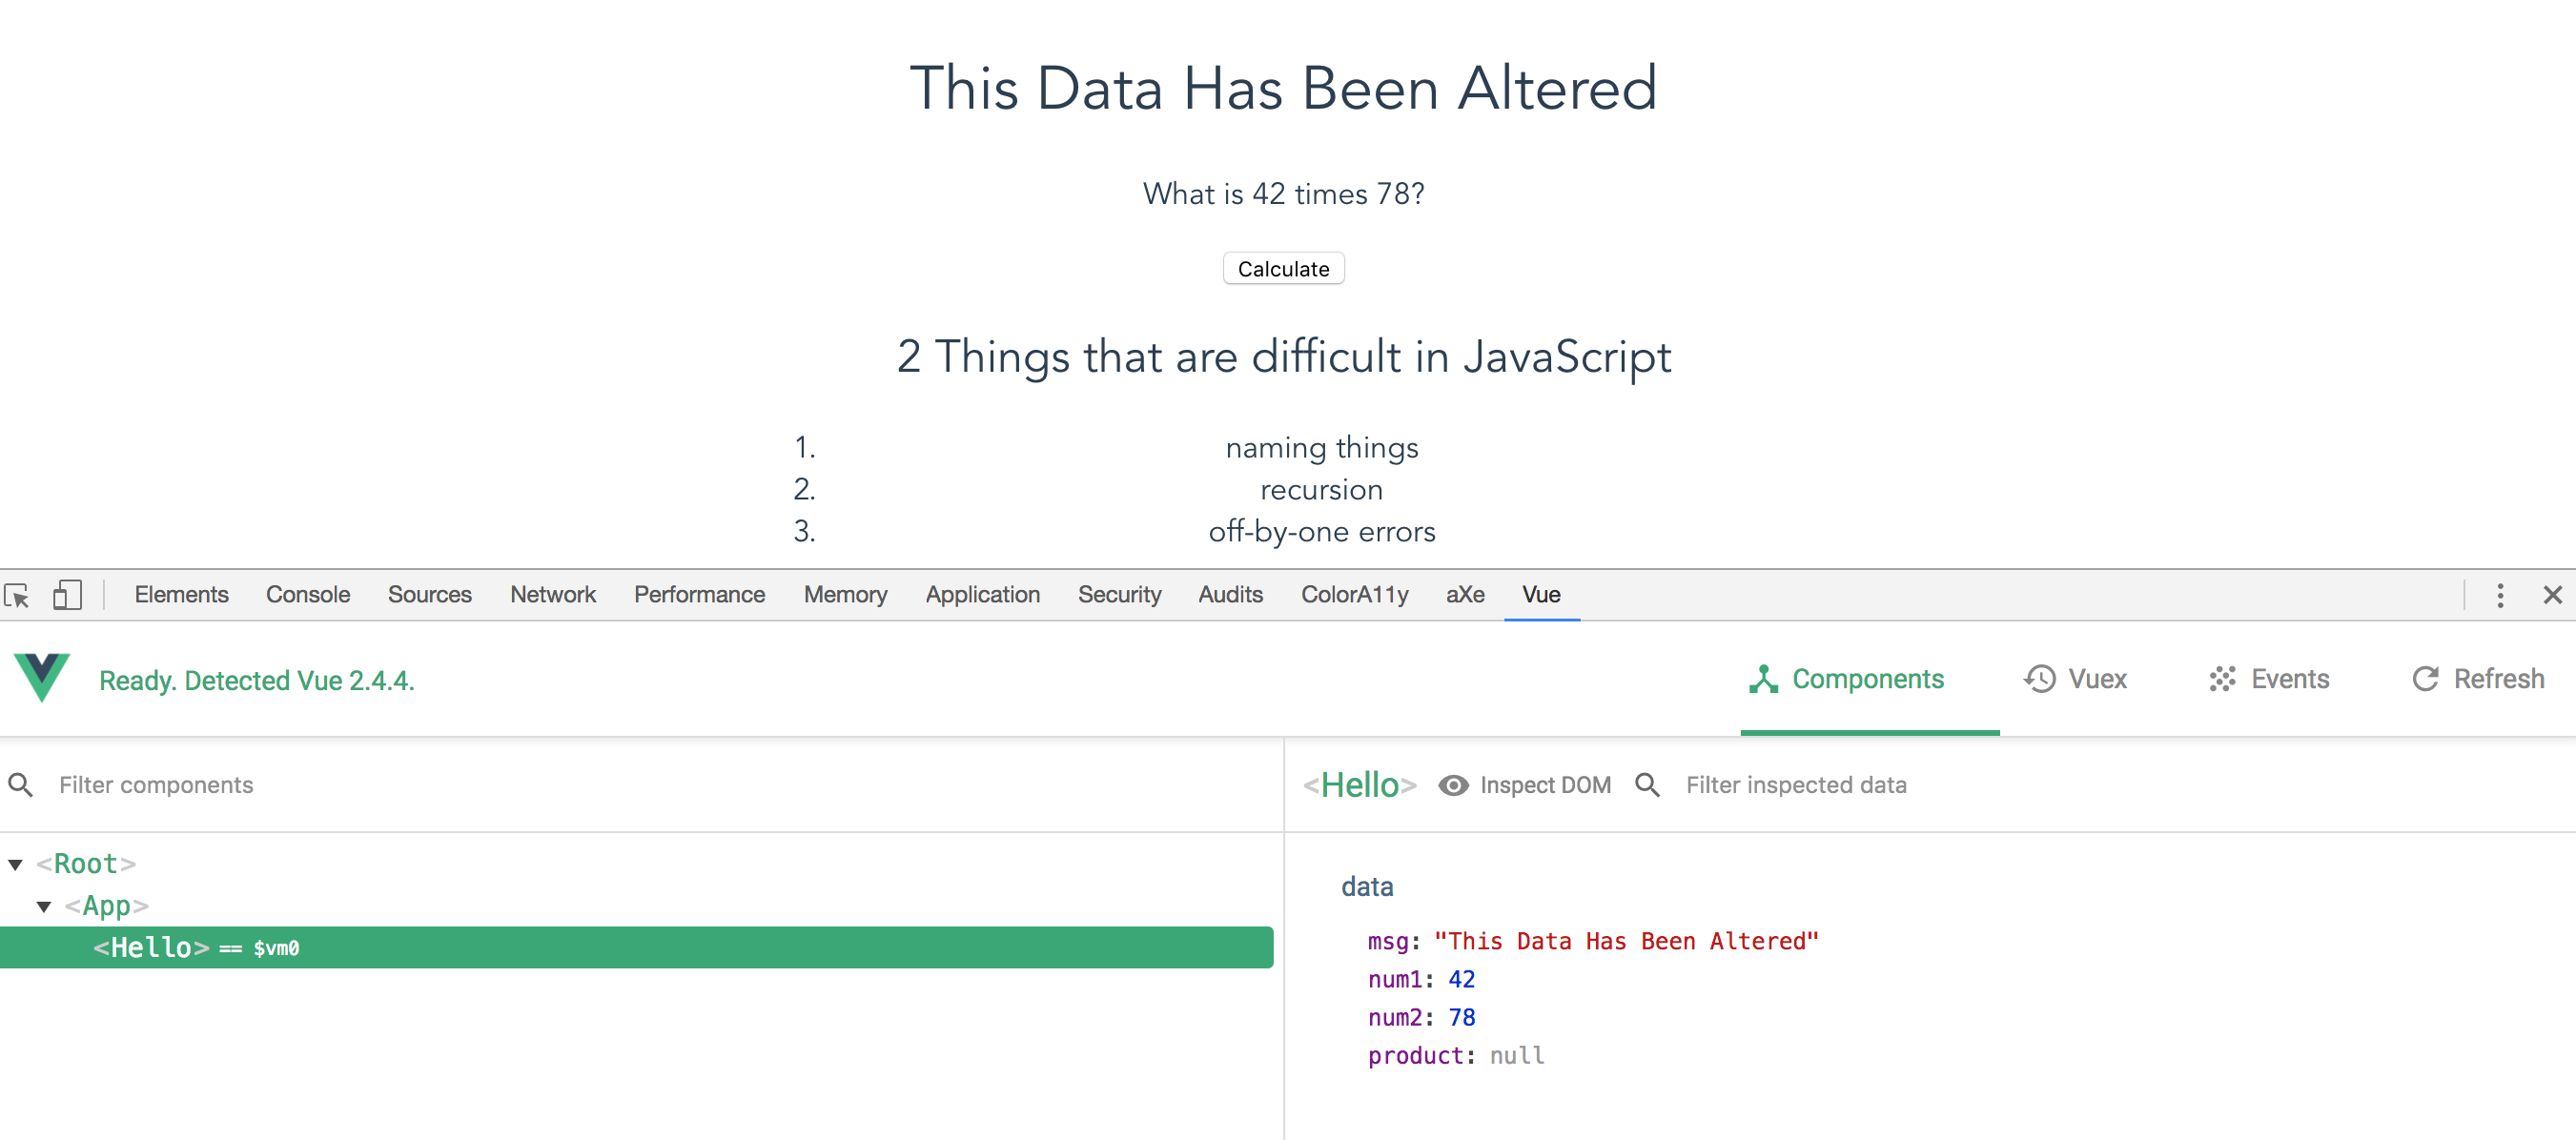 This Data Has Been Altered
What is 42 times 78?
Calculate
2 Things that are difficult in JavaScript
1. naming things
2. recursion
3. off-by-one errors
Elements Console Sources Network Performance Memory Application Security Audits ColorA11y aXe Vue
Ready. Detected Vue 2.4.4. Components Vuex Events Refresh
Filter components
<Root>
<App>
<Hello> == $vm0
<Hello> Inspect DOM Filter inspected data
data
msg: "This Data Has Been Altered"
num1: 42
num2: 78
product: null